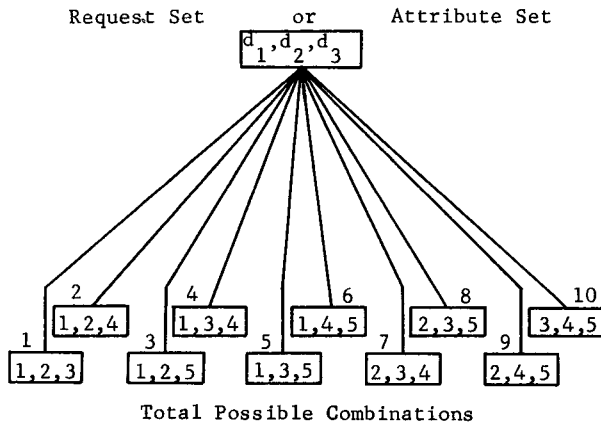 Request Set or Attribute Set
d1,d2,d3
2 4 6 8 10
1,2,4 1,3,4 1,4,5 2,3,5 3,4,5
1 3 5 7 9
1,2,3 1,2,5 1,3,5 2,3,4 2,4,5
Total Possible Combinations